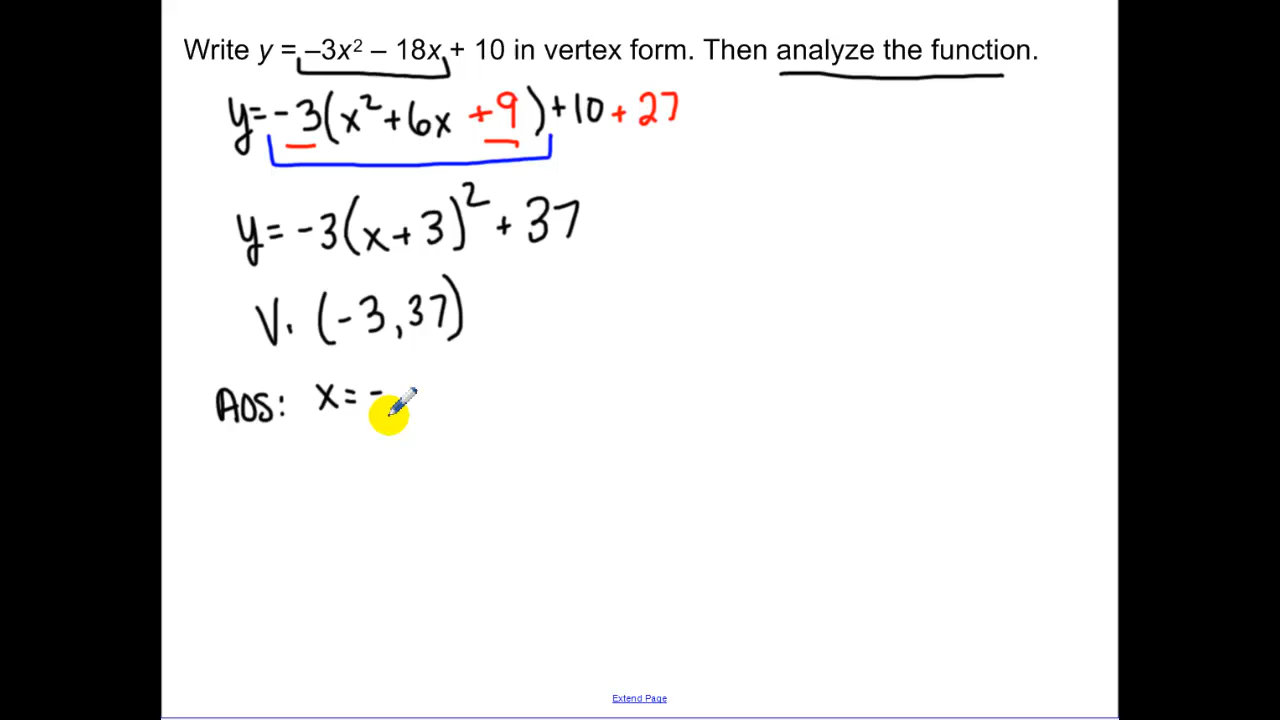 Write y = –3x² – 18x + 10 in vertex form. Then analyze the function.
y= -3(x²+6x +9)+10 + 27
y= -3(x+3)² + 37
V. (-3,37)
AOS: x= -
Extend Page